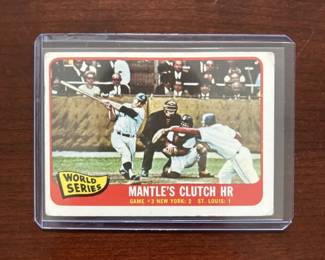 WORLD
SERIES
MANTLE'S CLUTCH HR
GAME #3 NEW YORK: 2 ST. LOUIS: 1